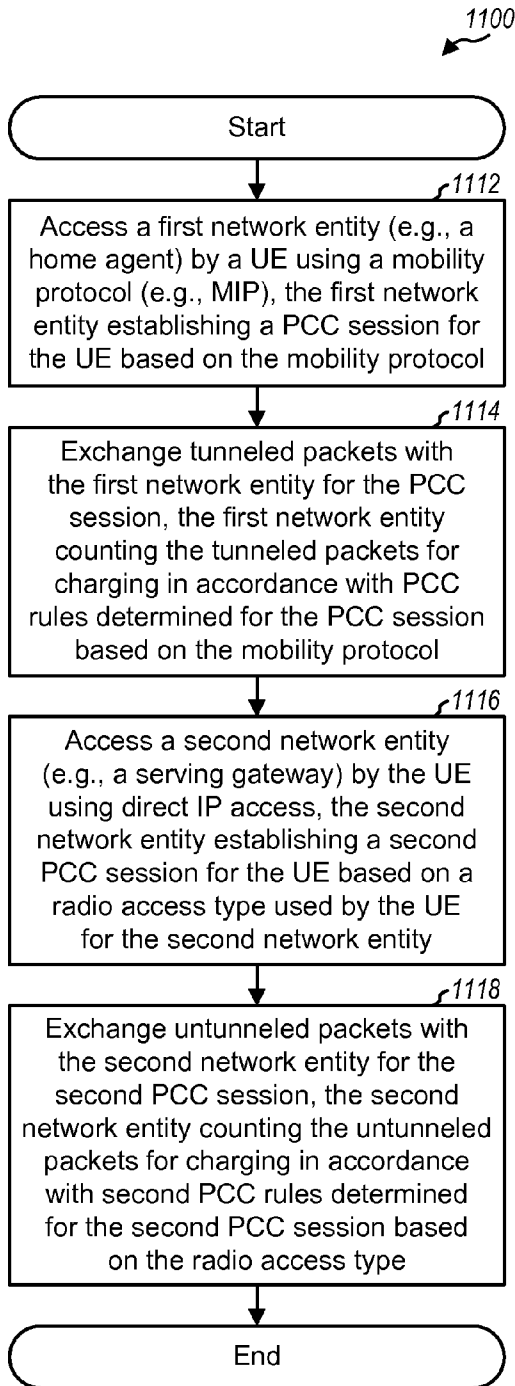 1100
Start
1112
Access a first network entity (e.g., a
home agent) by a UE using a mobility
protocol (e.g., MIP), the first network
entity establishing a PCC session for
the UE based on the mobility protocol
1114
Exchange tunneled packets with
the first network entity for the PCC
session, the first network entity
counting the tunneled packets for
charging in accordance with PCC
rules determined for the PCC session
based on the mobility protocol
1116
Access a second network entity
(e.g., a serving gateway) by the UE
using direct IP access, the second
network entity establishing a second
PCC session for the UE based on a
radio access type used by the UE
for the second network entity
1118
Exchange untunneled packets with
the second network entity for the
second PCC session, the second
network entity counting the untunneled
packets for charging in accordance
with second PCC rules determined
for the second PCC session based
on the radio access type
End